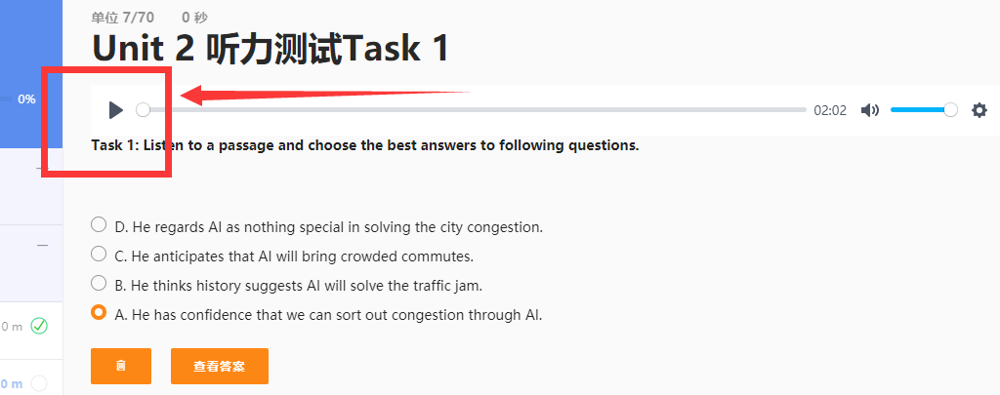 单位 7/70 0 秒
Unit 2 听力测试Task 1
0%
02:02
Task 1: Listen to a passage and choose the best answers to following questions.
D. He regards AI as nothing special in solving the city congestion.
C. He anticipates that AI will bring crowded commutes.
B. He thinks history suggests AI will solve the traffic jam.
A. He has confidence that we can sort out congestion through AI.
0 m
查看答案
0 m